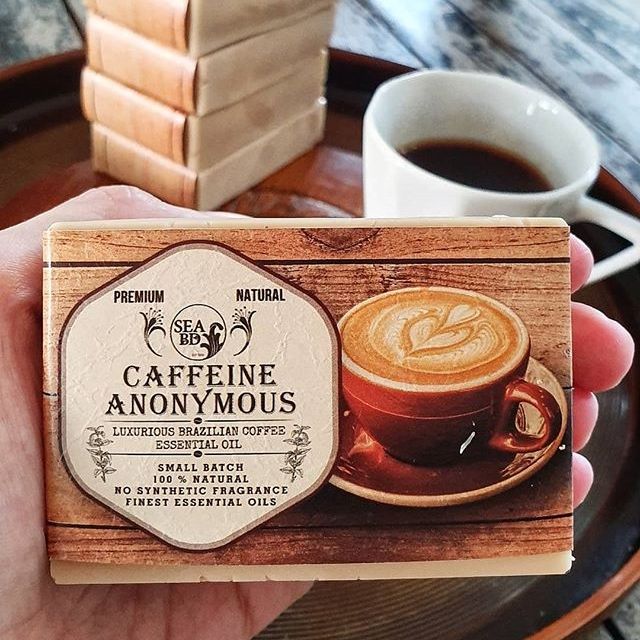 PREMIUM NATURAL
SEA
BD
CAFFEINE
ANONYMOUS
LUXURIOUS BRAZILIAN COFFEE
ESSENTIAL OIL
SMALL BATCH
100 % NATURAL
NO SYNTHETIC FRAGRANCE
FINEST ESSENTIAL OILS